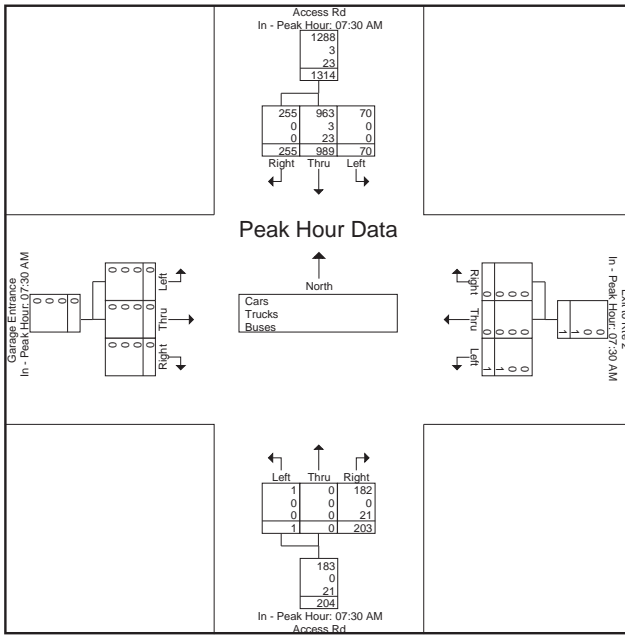 Access Rd
In - Peak Hour: 07:30 AM
1288
3
23
1314
255 963 70
0 3 0
0 23 0
255 989 70
Right Thru Left
Peak Hour Data
North
Cars
Trucks
Buses
Garage Entrance
In - Peak Hour: 07:30 AM
0 0 0 0
Left
0 0 0 0
Thru
0 0 0 0
Right
0 0 0 0
Right
0 0 0 0
Thru
0 0 0 0
Left
1 1 0 0
1 1 0 0
Exit to Rte 2
In - Peak Hour: 07:30 AM
Left Thru Right
1 0 182
0 0 0
0 0 21
1 0 203
183
0
21
204
In - Peak Hour: 07:30 AM
Access Rd